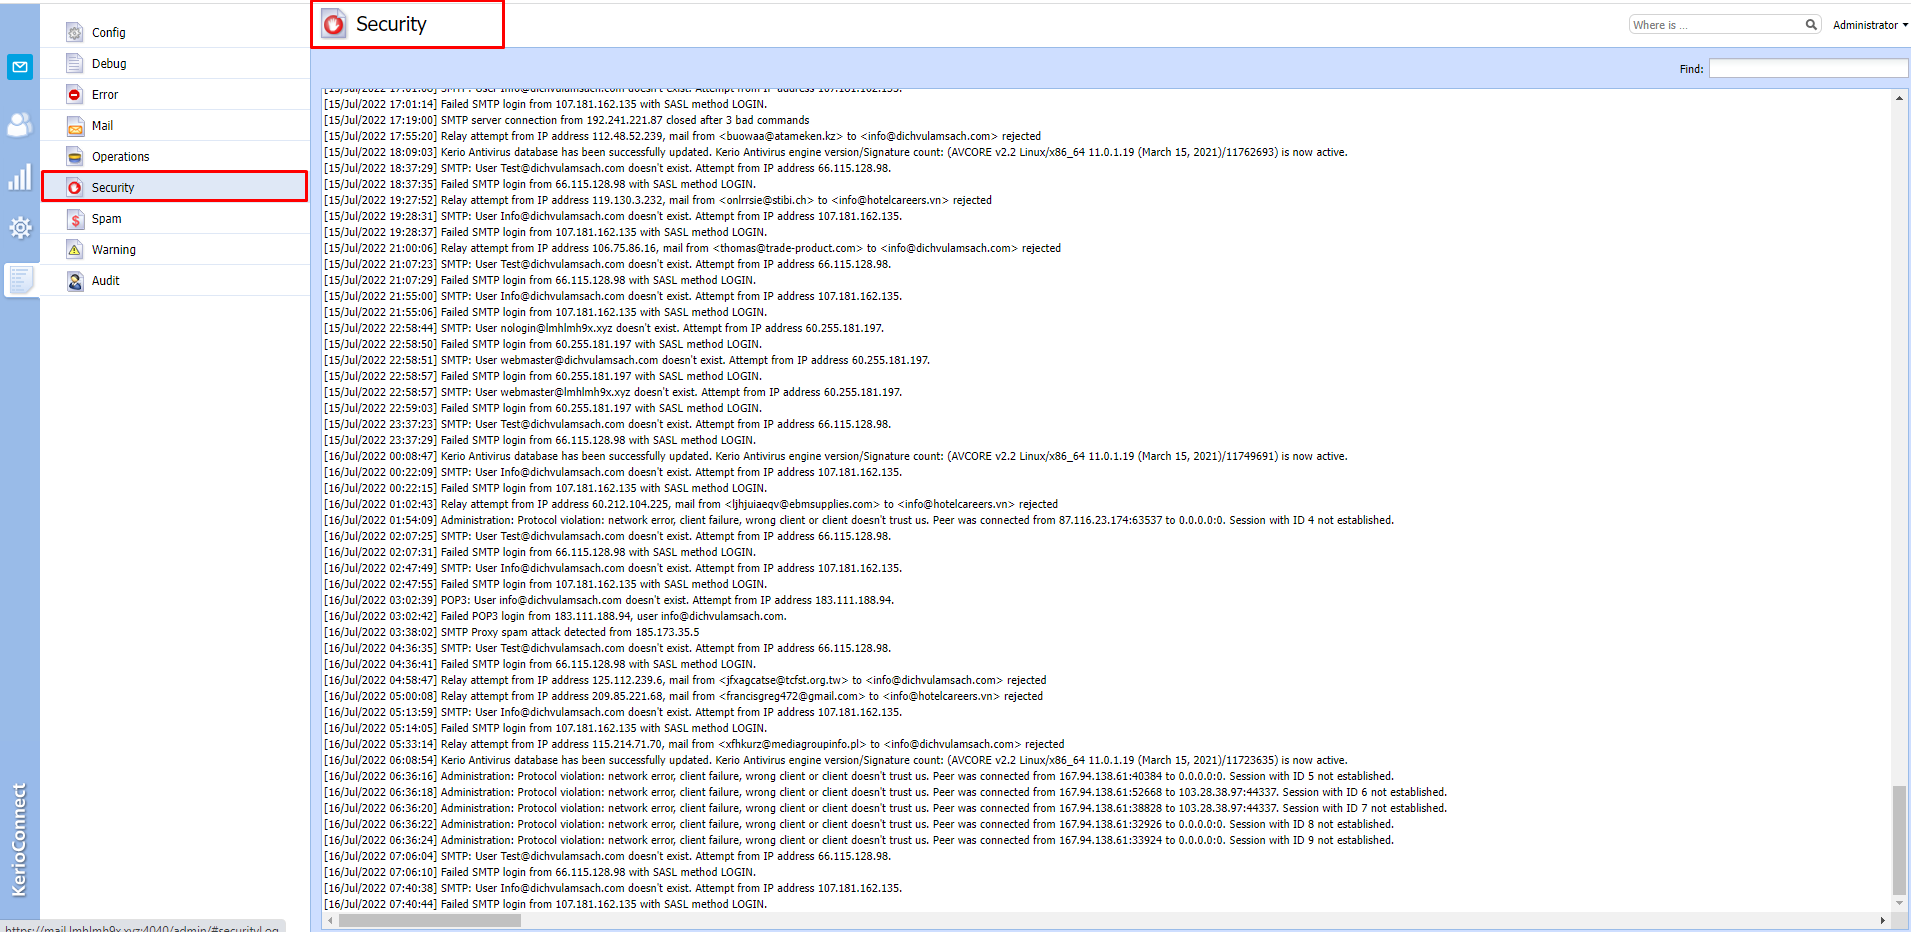 Config
Debug
Error
Mail
Operations
Security
Spam
Warning
Audit
KerioConnect
Security
Where is ...
Administrator
Find:
[15/Jul/2022 17:01:08] SMTP: User Info@dichvulamsach.com doesn't exist. Attempt from IP address 107.181.162.135.
[15/Jul/2022 17:01:14] Failed SMTP login from 107.181.162.135 with SASL method LOGIN.
[15/Jul/2022 17:19:00] SMTP server connection from 192.241.221.87 closed after 3 bad commands
[15/Jul/2022 17:55:20] Relay attempt from IP address 112.48.52.239, mail from <buowaa@atameken.kz> to <info@dichvulamsach.com> rejected
[15/Jul/2022 18:09:03] Kerio Antivirus database has been successfully updated. Kerio Antivirus engine version/Signature count: (AVCORE v2.2 Linux/x86_64 11.0.1.19 (March 15, 2021)/11762693) is now active.
[15/Jul/2022 18:37:29] SMTP: User Test@dichvulamsach.com doesn't exist. Attempt from IP address 66.115.128.98.
[15/Jul/2022 18:37:35] Failed SMTP login from 66.115.128.98 with SASL method LOGIN.
[15/Jul/2022 19:27:52] Relay attempt from IP address 119.130.3.232, mail from <onlrrsie@stibi.ch> to <info@hotelcareers.vn> rejected
[15/Jul/2022 19:28:31] SMTP: User Info@dichvulamsach.com doesn't exist. Attempt from IP address 107.181.162.135.
[15/Jul/2022 19:28:37] Failed SMTP login from 107.181.162.135 with SASL method LOGIN.
[15/Jul/2022 21:00:06] Relay attempt from IP address 106.75.86.16, mail from <thomas@trade-product.com> to <info@dichvulamsach.com> rejected
[15/Jul/2022 21:07:23] SMTP: User Test@dichvulamsach.com doesn't exist. Attempt from IP address 66.115.128.98.
[15/Jul/2022 21:07:29] Failed SMTP login from 66.115.128.98 with SASL method LOGIN.
[15/Jul/2022 21:55:00] SMTP: User Info@dichvulamsach.com doesn't exist. Attempt from IP address 107.181.162.135.
[15/Jul/2022 21:55:06] Failed SMTP login from 107.181.162.135 with SASL method LOGIN.
[15/Jul/2022 22:58:44] SMTP: User nologin@lmhlmh9x.xyz doesn't exist. Attempt from IP address 60.255.181.197.
[15/Jul/2022 22:58:50] Failed SMTP login from 60.255.181.197 with SASL method LOGIN.
[15/Jul/2022 22:58:51] SMTP: User webmaster@dichvulamsach.com doesn't exist. Attempt from IP address 60.255.181.197.
[15/Jul/2022 22:58:57] Failed SMTP login from 60.255.181.197 with SASL method LOGIN.
[15/Jul/2022 22:58:57] SMTP: User webmaster@lmhlmh9x.xyz doesn't exist. Attempt from IP address 60.255.181.197.
[15/Jul/2022 22:59:03] Failed SMTP login from 60.255.181.197 with SASL method LOGIN.
[15/Jul/2022 23:37:23] SMTP: User Test@dichvulamsach.com doesn't exist. Attempt from IP address 66.115.128.98.
[15/Jul/2022 23:37:29] Failed SMTP login from 66.115.128.98 with SASL method LOGIN.
[16/Jul/2022 00:08:47] Kerio Antivirus database has been successfully updated. Kerio Antivirus engine version/Signature count: (AVCORE v2.2 Linux/x86_64 11.0.1.19 (March 15, 2021)/11749691) is now active.
[16/Jul/2022 00:22:09] SMTP: User Info@dichvulamsach.com doesn't exist. Attempt from IP address 107.181.162.135.
[16/Jul/2022 00:22:15] Failed SMTP login from 107.181.162.135 with SASL method LOGIN.
[16/Jul/2022 01:02:43] Relay attempt from IP address 60.212.104.225, mail from <ljhjuiaeqv@ebmsupplies.com> to <info@hotelcareers.vn> rejected
[16/Jul/2022 01:54:09] Administration: Protocol violation: network error, client failure, wrong client or client doesn't trust us. Peer was connected from 87.116.23.174:63537 to 0.0.0.0:0. Session with ID 4 not established.
[16/Jul/2022 02:07:25] SMTP: User Test@dichvulamsach.com doesn't exist. Attempt from IP address 66.115.128.98.
[16/Jul/2022 02:07:31] Failed SMTP login from 66.115.128.98 with SASL method LOGIN.
[16/Jul/2022 02:47:49] SMTP: User Info@dichvulamsach.com doesn't exist. Attempt from IP address 107.181.162.135.
[16/Jul/2022 02:47:55] Failed SMTP login from 107.181.162.135 with SASL method LOGIN.
[16/Jul/2022 03:02:39] POP3: User info@dichvulamsach.com doesn't exist. Attempt from IP address 183.111.188.94.
[16/Jul/2022 03:02:42] Failed POP3 login from 183.111.188.94, user info@dichvulamsach.com.
[16/Jul/2022 03:38:02] SMTP Proxy spam attack detected from 185.173.35.5
[16/Jul/2022 04:36:35] SMTP: User Test@dichvulamsach.com doesn't exist. Attempt from IP address 66.115.128.98.
[16/Jul/2022 04:36:41] Failed SMTP login from 66.115.128.98 with SASL method LOGIN.
[16/Jul/2022 04:58:47] Relay attempt from IP address 125.112.239.6, mail from <jfxagcatse@tcfst.org.tw> to <info@dichvulamsach.com> rejected
[16/Jul/2022 05:00:08] Relay attempt from IP address 209.85.221.68, mail from <francisgreg472@gmail.com> to <info@hotelcareers.vn> rejected
[16/Jul/2022 05:13:59] SMTP: User Info@dichvulamsach.com doesn't exist. Attempt from IP address 107.181.162.135.
[16/Jul/2022 05:14:05] Failed SMTP login from 107.181.162.135 with SASL method LOGIN.
[16/Jul/2022 05:33:14] Relay attempt from IP address 115.214.71.70, mail from <xfhkurz@mediagroupinfo.pl> to <info@dichvulamsach.com> rejected
[16/Jul/2022 06:08:54] Kerio Antivirus database has been successfully updated. Kerio Antivirus engine version/Signature count: (AVCORE v2.2 Linux/x86_64 11.0.1.19 (March 15, 2021)/11723635) is now active.
[16/Jul/2022 06:36:16] Administration: Protocol violation: network error, client failure, wrong client or client doesn't trust us. Peer was connected from 167.94.138.61:40384 to 0.0.0.0:0. Session with ID 5 not established.
[16/Jul/2022 06:36:18] Administration: Protocol violation: network error, client failure, wrong client or client doesn't trust us. Peer was connected from 167.94.138.61:52668 to 103.28.38.97:44337. Session with ID 6 not established.
[16/Jul/2022 06:36:20] Administration: Protocol violation: network error, client failure, wrong client or client doesn't trust us. Peer was connected from 167.94.138.61:38828 to 103.28.38.97:44337. Session with ID 7 not established.
[16/Jul/2022 06:36:22] Administration: Protocol violation: network error, client failure, wrong client or client doesn't trust us. Peer was connected from 167.94.138.61:32926 to 0.0.0.0:0. Session with ID 8 not established.
[16/Jul/2022 06:36:24] Administration: Protocol violation: network error, client failure, wrong client or client doesn't trust us. Peer was connected from 167.94.138.61:33924 to 0.0.0.0:0. Session with ID 9 not established.
[16/Jul/2022 07:06:04] SMTP: User Test@dichvulamsach.com doesn't exist. Attempt from IP address 66.115.128.98.
[16/Jul/2022 07:06:10] Failed SMTP login from 66.115.128.98 with SASL method LOGIN.
[16/Jul/2022 07:40:38] SMTP: User Info@dichvulamsach.com doesn't exist. Attempt from IP address 107.181.162.135.
[16/Jul/2022 07:40:44] Failed SMTP login from 107.181.162.135 with SASL method LOGIN.
https://mail.lmhlmh9x.xyz:4040/admin/#securityLog